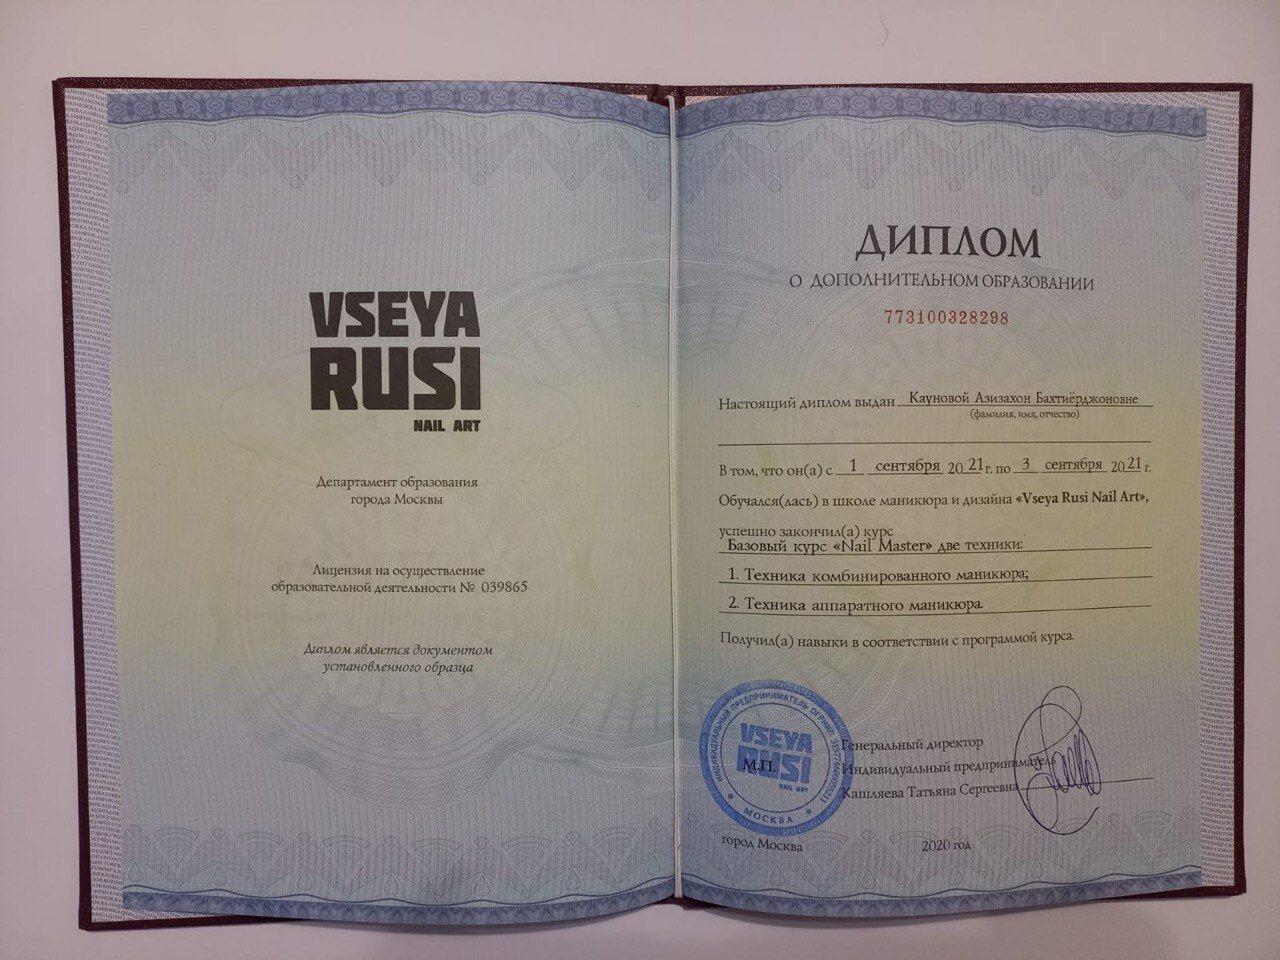 VSEYA
RUSI
NAIL ART
Департамент образования
города Москвы
Лицензия на осуществление
образовательной деятельности № 039865
Диплом является документом
установленного образца
ДИПЛОМ
О ДОПОЛНИТЕЛЬНОМ ОБРАЗОВАНИИ
773100328298
Настоящий диплом выдан Кауновой Азизахон Бахтиёрджоновне
(фамилия, имя, отчество)
В том, что он(а) с 1 сентября 2021 г. по 3 сентября 2021 г.
Обучался(лась) в школе маникюра и дизайна «Vseya Rusi Nail Art»,
успешно закончил(а) курс
Базовый курс «Nail Master» две техники:
1. Техника комбинированного маникюра;
2. Техника аппаратного маникюра.
Получил(а) навыки в соответствии с программой курса.
ИНДИВИДУАЛЬНЫЙ ПРЕДПРИНИМАТЕЛЬ
VSEYA
RUSI
NAIL ART
М.П.
МОСКВА
Генеральный директор
Индивидуальный предприниматель
Кашляева Татьяна Сергеевна
город Москва 2020 год